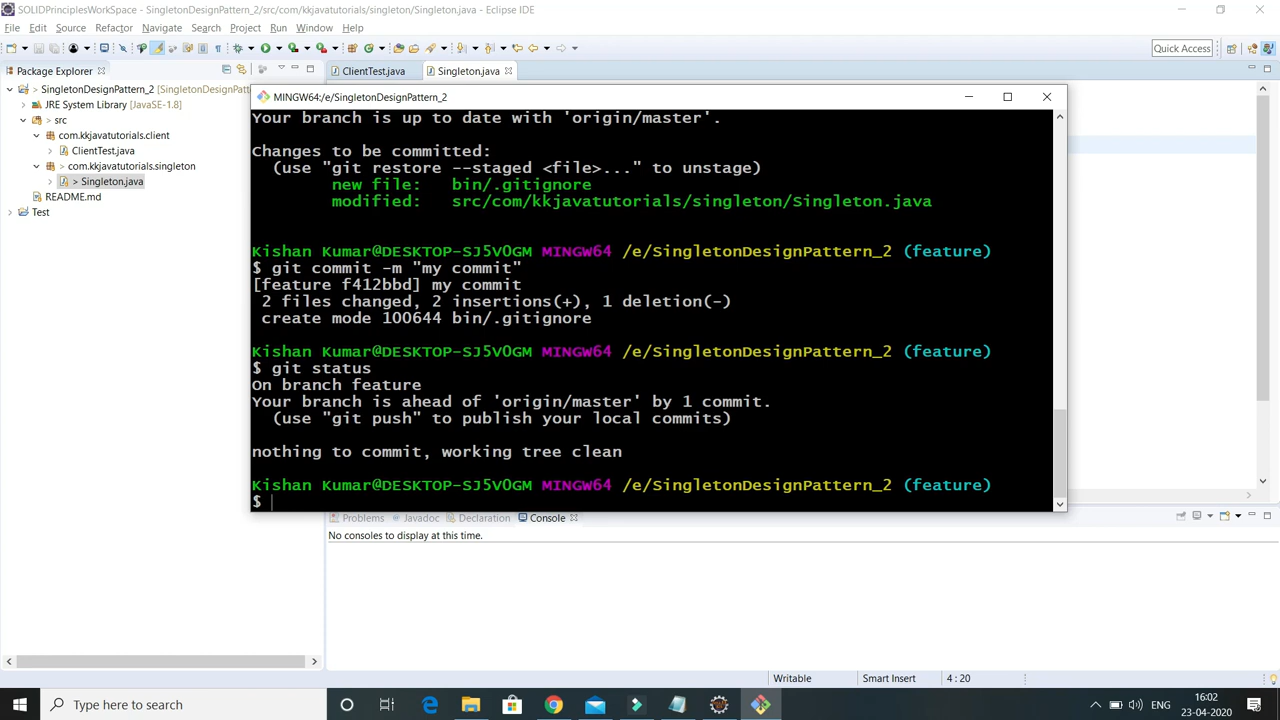 SOLIDPrinciplesWorkSpace - SingletonDesignPattern_2/src/com/kkjavatutorials/singleton/Singleton.java - Eclipse IDE
File Edit Source Refactor Navigate Search Project Run Window Help
Quick Access
Package Explorer
ClientTest.java
Singleton.java
> SingletonDesignPattern_2 [SingletonDesignPatt
JRE System Library [JavaSE-1.8]
> src
com.kkjavatutorials.client
ClientTest.java
> com.kkjavatutorials.singleton
> Singleton.java
README.md
Test
MINGW64:/e/SingletonDesignPattern_2
Your branch is up to date with 'origin/master'.
Changes to be committed:
(use "git restore --staged <file>..." to unstage)
new file:   bin/.gitignore
modified:   src/com/kkjavatutorials/singleton/Singleton.java
Kishan Kumar@DESKTOP-SJ5V0GM MINGW64 /e/SingletonDesignPattern_2 (feature)
$ git commit -m "my commit"
[feature f412bbd] my commit
2 files changed, 2 insertions(+), 1 deletion(-)
create mode 100644 bin/.gitignore
Kishan Kumar@DESKTOP-SJ5V0GM MINGW64 /e/SingletonDesignPattern_2 (feature)
$ git status
On branch feature
Your branch is ahead of 'origin/master' by 1 commit.
(use "git push" to publish your local commits)
nothing to commit, working tree clean
Kishan Kumar@DESKTOP-SJ5V0GM MINGW64 /e/SingletonDesignPattern_2 (feature)
$
Problems Javadoc Declaration Console
No consoles to display at this time.
Writable Smart Insert 4 : 20
Type here to search
ENG
16:02
23-04-2020